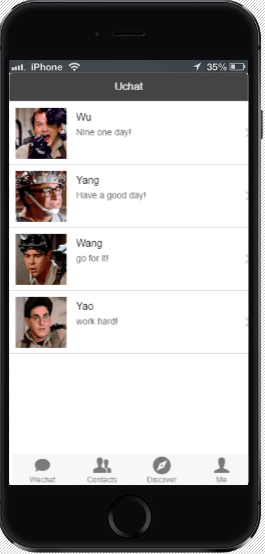 iPhone 35%
Uchat
Wu
Nine one day!
Yang
Have a good day!
Wang
go for it!
Yao
work hard!
Wechat Contacts Discover Me